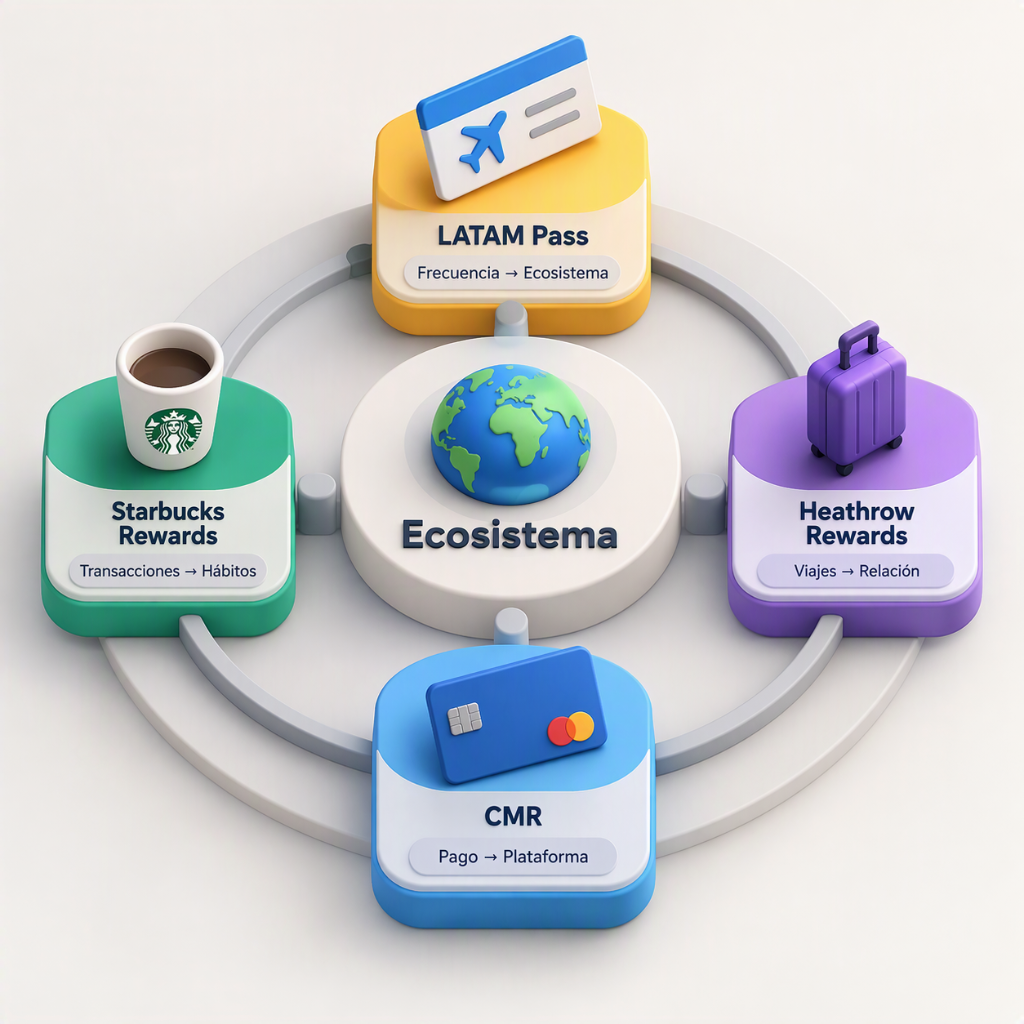 LATAM Pass
Frecuencia → Ecosistema
Starbucks
Rewards
Transacciones → Hábitos
Ecosistema
Heathrow
Rewards
Viajes → Relación
CMR
Pago → Plataforma